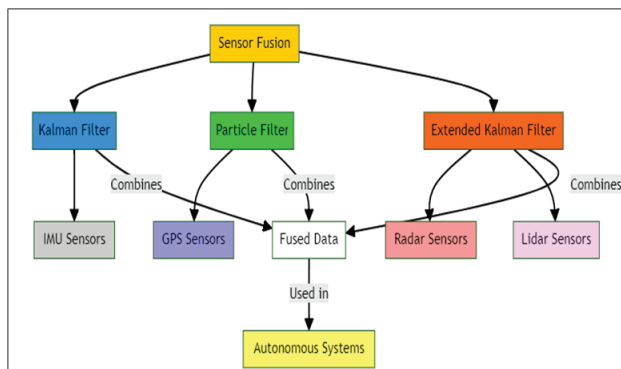 Sensor Fusion
Kalman Filter
Particle Filter
Extended Kalman Filter
Combines
Combines
Combines
IMU Sensors
GPS Sensors
Fused Data
Radar Sensors
Lidar Sensors
Used in
Autonomous Systems